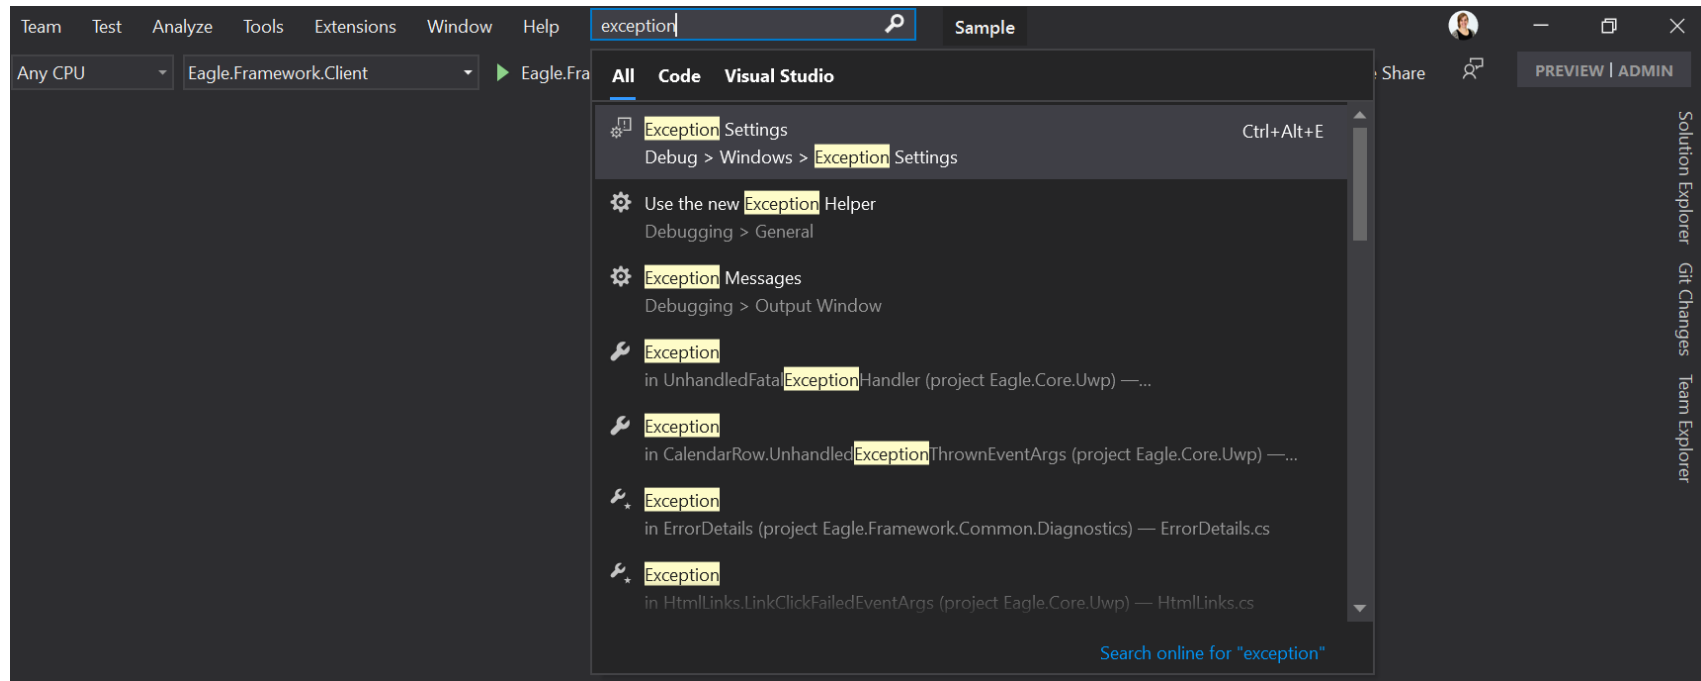 Team Test Analyze Tools Extensions Window Help exception Sample
Any CPU Eagle.Framework.Client Eagle.Fra Share PREVIEW | ADMIN
All Code Visual Studio
Exception Settings Ctrl+Alt+E
Debug > Windows > Exception Settings
Use the new Exception Helper
Debugging > General
Exception Messages
Debugging > Output Window
Exception
in UnhandledFatalExceptionHandler (project Eagle.Core.Uwp) —...
Exception
in CalendarRow.UnhandledExceptionThrownEventArgs (project Eagle.Core.Uwp) —...
Exception
in ErrorDetails (project Eagle.Framework.Common.Diagnostics) — ErrorDetails.cs
Exception
in HtmlLinks.LinkClickFailedEventArgs (project Eagle.Core.Uwp) — HtmlLinks.cs
Search online for "exception"
Solution Explorer
Git Changes
Team Explorer